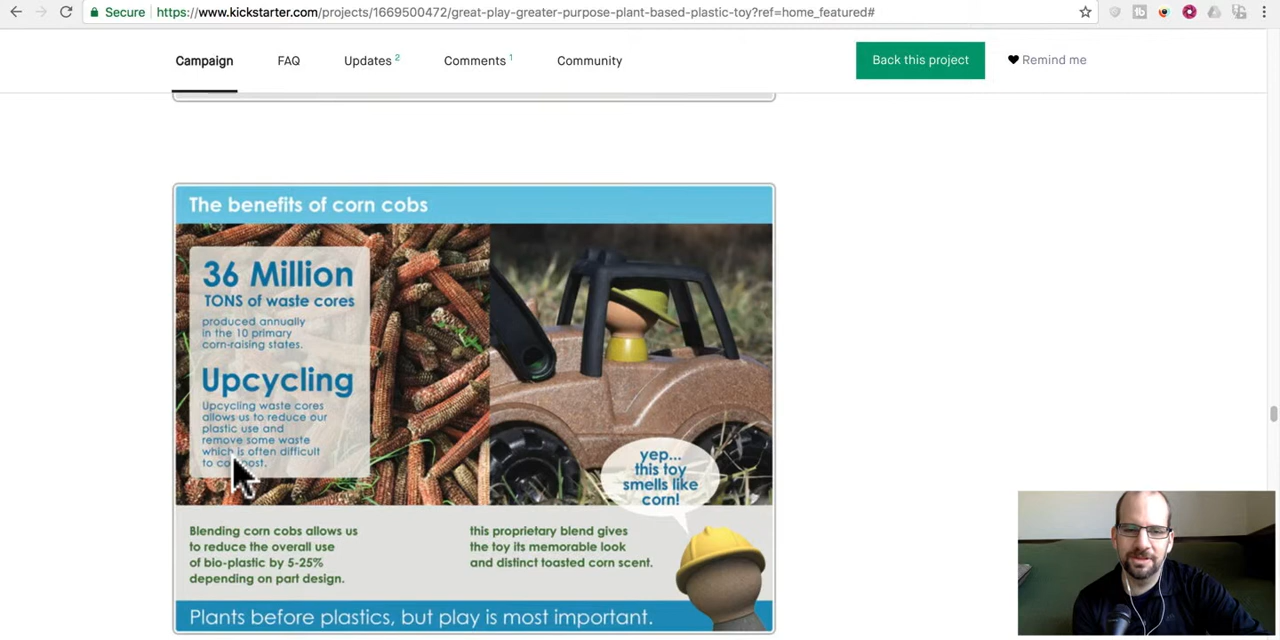 Secure https://www.kickstarter.com/projects/1669500472/great-play-greater-purpose-plant-based-plastic-toy?ref=home_featured#
Campaign FAQ Updates 2 Comments 1 Community Back this project Remind me
The benefits of corn cobs
36 Million
TONS of waste cores
produced annually
in the 10 primary
corn-raising states.
Upcycling
Upcycling waste cores
allows us to reduce our
plastic use and
remove some waste
which is often difficult
to
yep...
this toy
smells like
corn!
Blending corn cobs allows us
to reduce the overall use
of bio-plastic by 5-25%
depending on part design.
this proprietary blend gives
the toy its memorable look
and distinct toasted corn scent.
Plants before plastics, but play is most important.